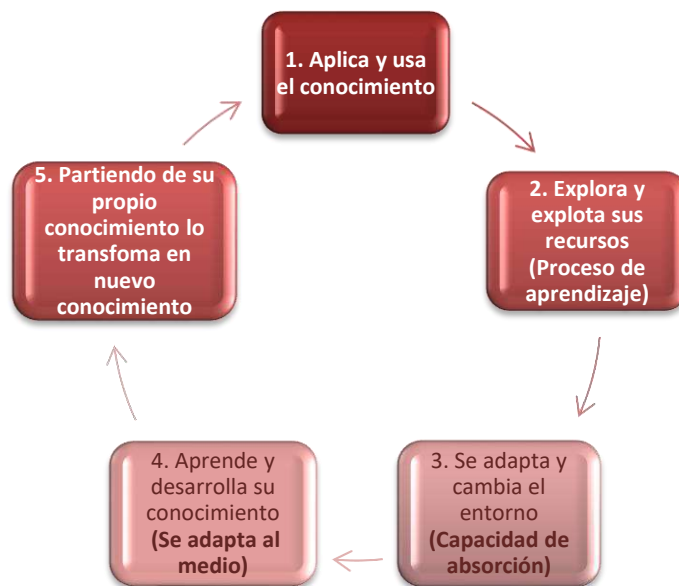 1. Aplica y usa
el conocimiento
2. Explora y
explota sus
recursos
(Proceso de
aprendizaje)
3. Se adapta y
cambia el
entorno
(Capacidad de
absorción)
4. Aprende y
desarrolla su
conocimiento
(Se adapta al
medio)
5. Partiendo de su
propio
conocimiento lo
transfoma en
nuevo
conocimiento